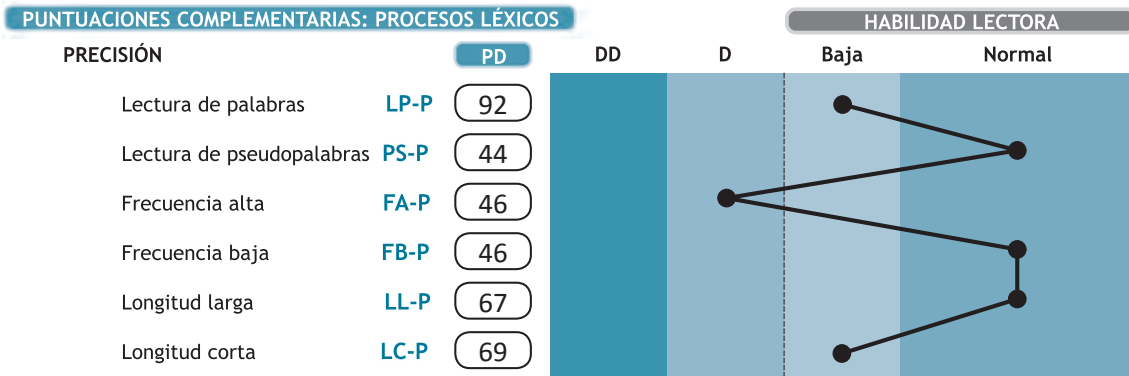 PUNTUACIONES COMPLEMENTARIAS: PROCESOS LÉXICOS HABILIDAD LECTORA
PRECISIÓN PD DD D Baja Normal
Lectura de palabras LP-P 92
Lectura de pseudopalabras PS-P 44
Frecuencia alta FA-P 46
Frecuencia baja FB-P 46
Longitud larga LL-P 67
Longitud corta LC-P 69